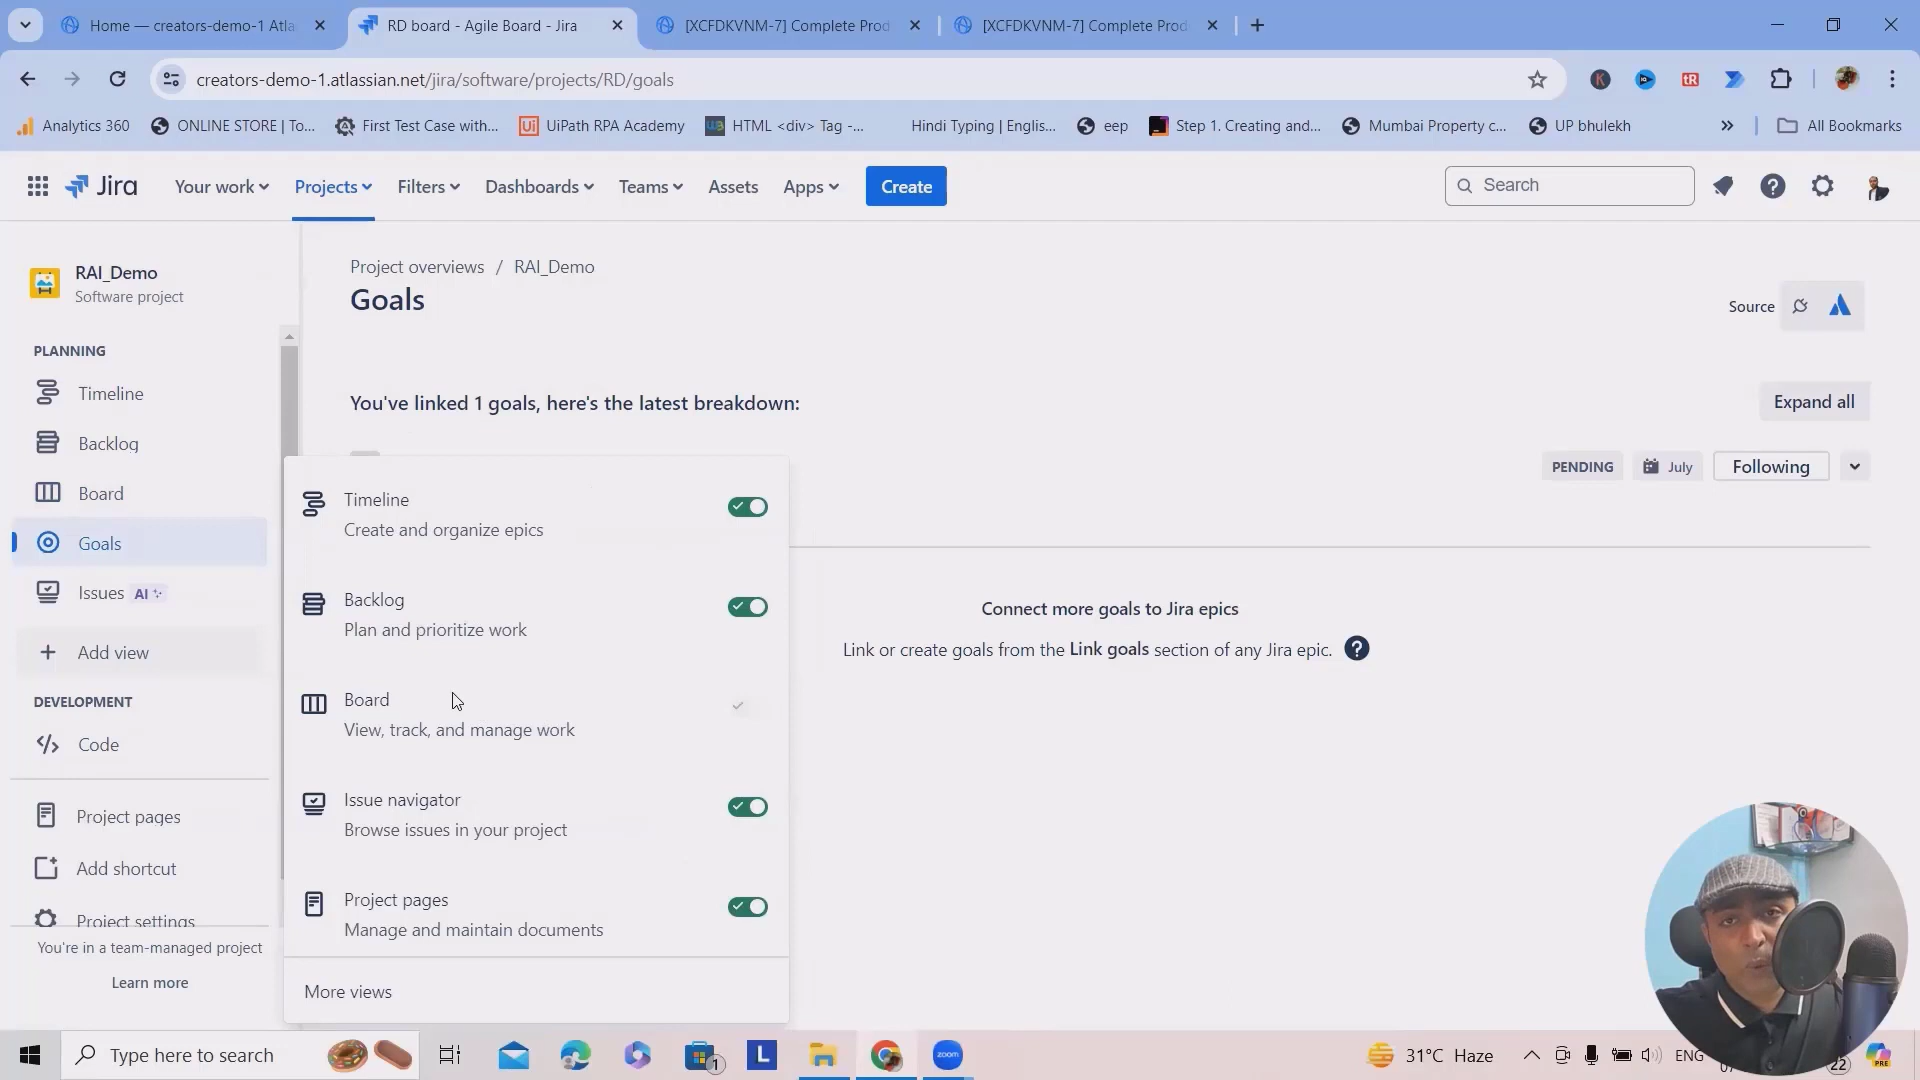 Home — creators-demo-1 Atla
RD board - Agile Board - Jira
[XCFDKVNM-7] Complete Prod
[XCFDKVNM-7] Complete Prod
creators-demo-1.atlassian.net/jira/software/projects/RD/goals
Analytics 360
ONLINE STORE | To...
First Test Case with...
UiPath RPA Academy
HTML <div> Tag -...
Hindi Typing | Englis...
eep
Step 1. Creating and...
Mumbai Property c...
UP bhulekh
All Bookmarks
Jira
Your work
Projects
Filters
Dashboards
Teams
Assets
Apps
Create
Search
RAI_Demo
Software project
Project overviews / RAI_Demo
Goals
Source
PLANNING
Timeline
Backlog
Board
Goals
Issues AI
Add view
DEVELOPMENT
Code
Project pages
Add shortcut
Project settings
You're in a team-managed project
Learn more
You've linked 1 goals, here's the latest breakdown:
Expand all
PENDING
July
Following
Timeline
Create and organize epics
Backlog
Plan and prioritize work
Board
View, track, and manage work
Issue navigator
Browse issues in your project
Project pages
Manage and maintain documents
More views
Connect more goals to Jira epics
Link or create goals from the Link goals section of any Jira epic.
Type here to search
1
L
zoom
31°C Haze
ENG
22
PRE